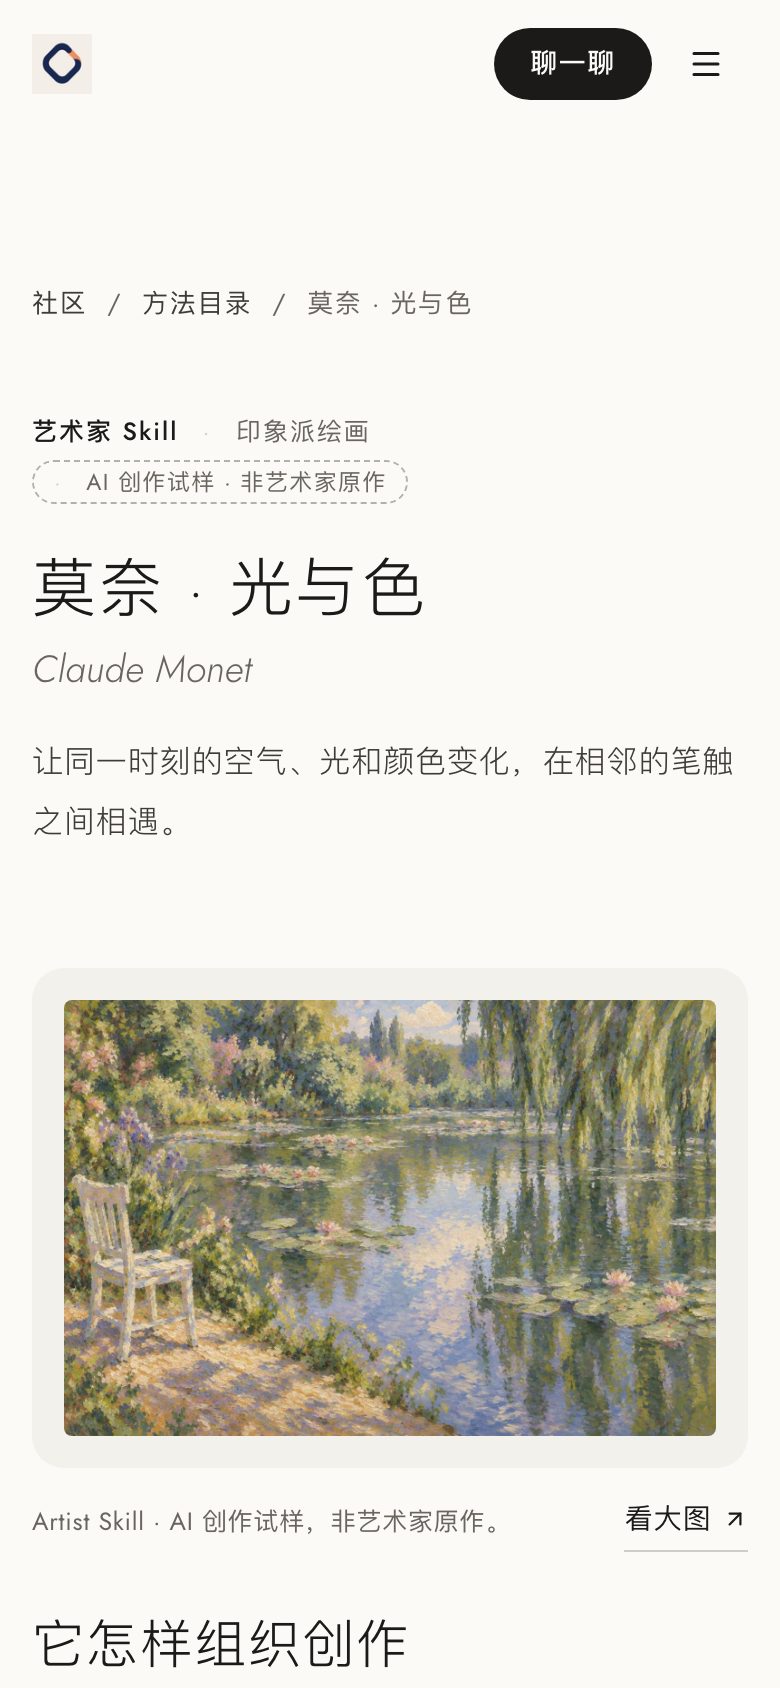 聊一聊
社区 / 方法目录 / 莫奈 · 光与色
艺术家 Skill · 印象派绘画
· AI 创作试样 · 非艺术家原作
莫奈 · 光与色
Claude Monet
让同一时刻的空气、光和颜色变化，在相邻的笔触
之间相遇。
Artist Skill · AI 创作试样，非艺术家原作。
看大图
它怎样组织创作